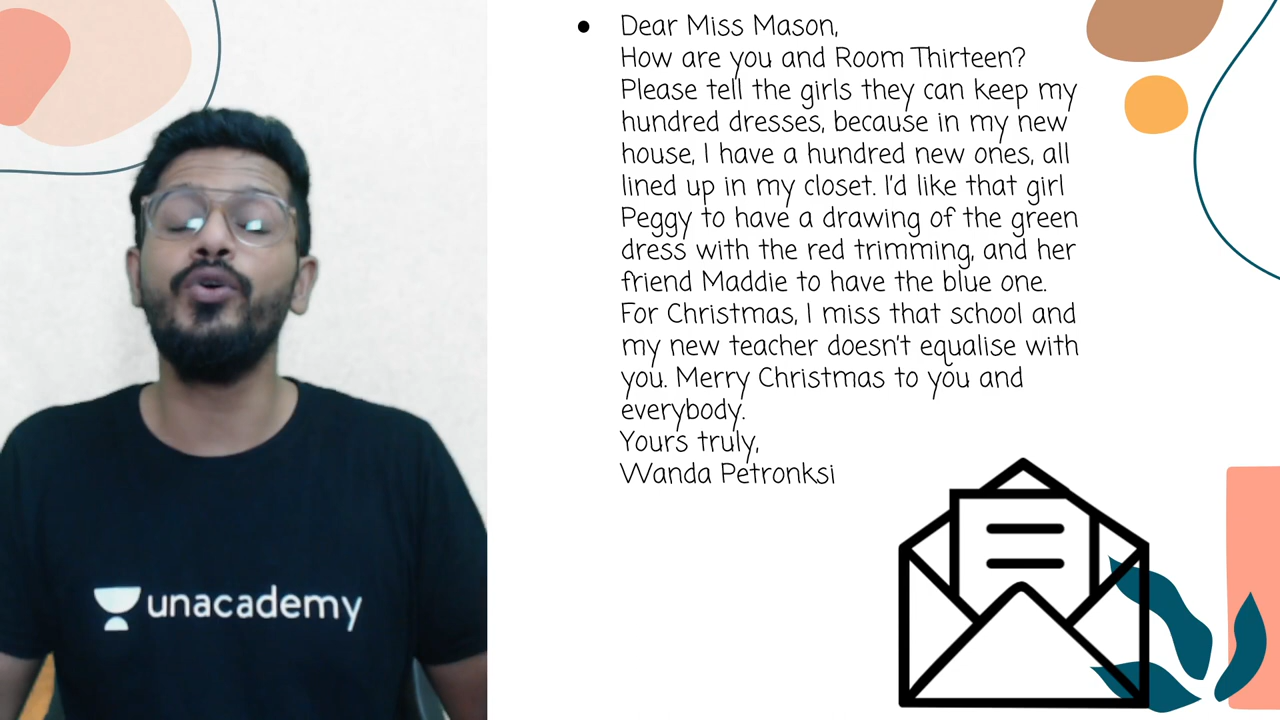 Dear Miss Mason,
How are you and Room Thirteen?
Please tell the girls they can keep my
hundred dresses, because in my new
house, I have a hundred new ones, all
lined up in my closet. I'd like that girl
Peggy to have a drawing of the green
dress with the red trimming, and her
friend Maddie to have the blue one.
For Christmas, I miss that school and
my new teacher doesn't equalise with
you. Merry Christmas to you and
everybody.
Yours truly,
Wanda Petronksi
unacademy